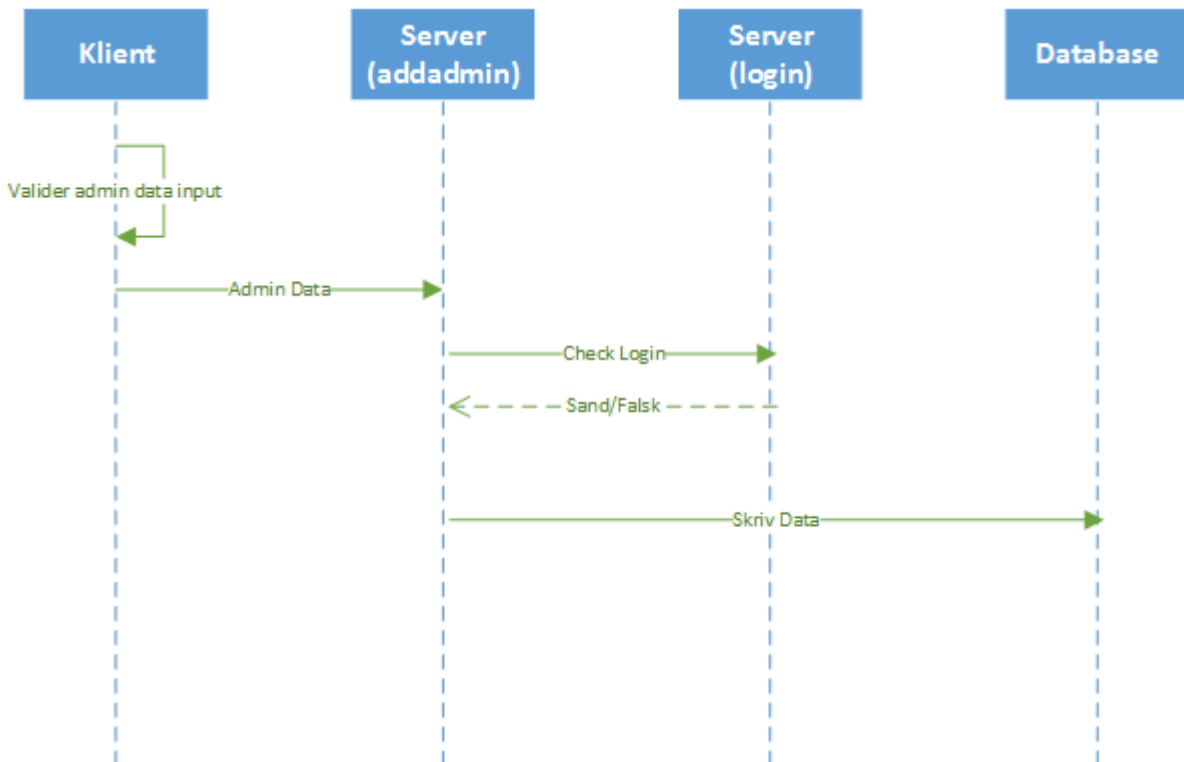 Klient
Server
(addadmin)
Server
(login)
Database
Valider admin data input
Admin Data
Check Login
Sand/Falsk
Skriv Data